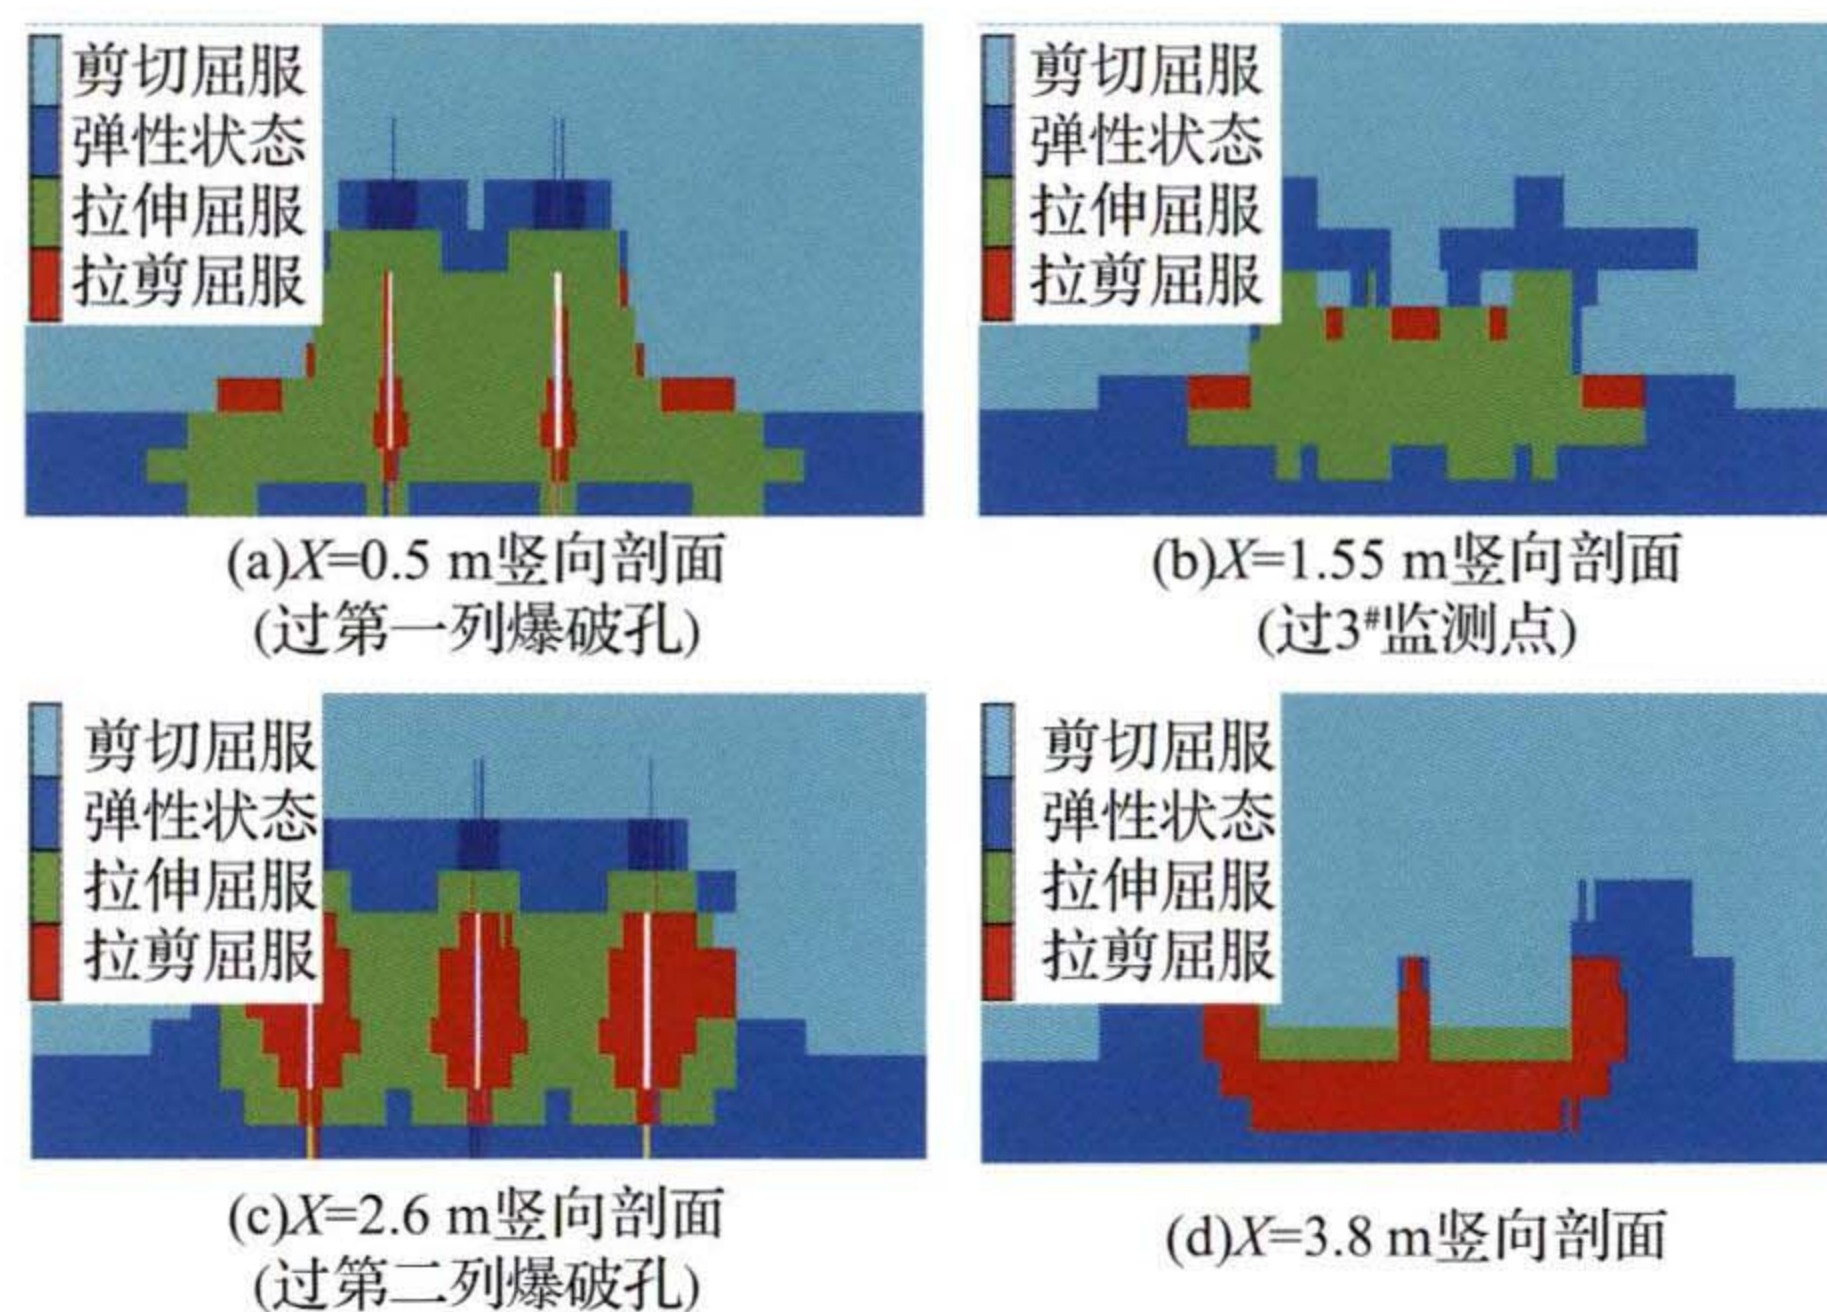 剪切屈服
弹性状态
拉伸屈服
拉剪屈服
剪切屈服
弹性状态
拉伸屈服
拉剪屈服
(a)X=0.5 m竖向剖面
(过第一列爆破孔)
(b)X=1.55 m竖向剖面
(过3#监测点)
剪切屈服
弹性状态
拉伸屈服
拉剪屈服
剪切屈服
弹性状态
拉伸屈服
拉剪屈服
(c)X=2.6 m竖向剖面
(过第二列爆破孔)
(d)X=3.8 m竖向剖面